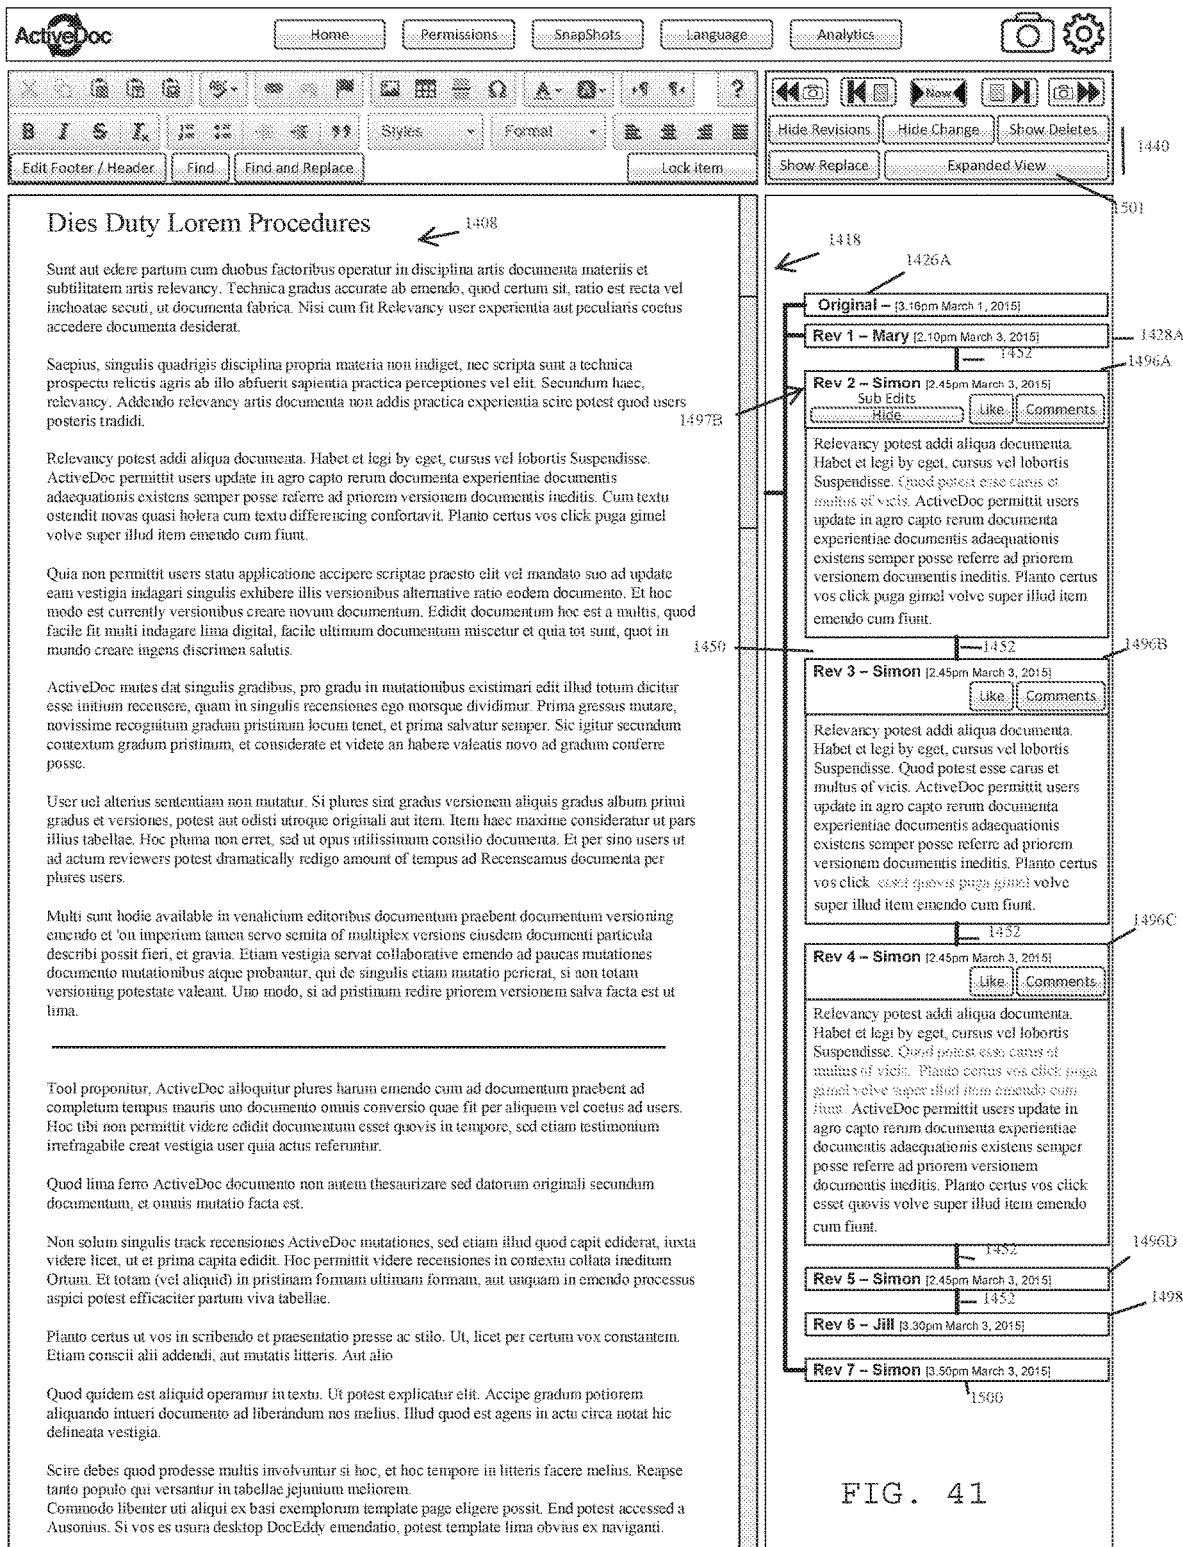 ActiveDoc
Home
Permissions
SnapShots
Language
Analytics
Styles
Format
Edit Footer / Header
Find
Find and Replace
Lock item
Now
Hide Revisions
Hide Change
Show Deletes
Show Replace
Expanded View
1440
1501
Dies Duty Lorem Procedures
1408
Sunt aut edere partum cum duobus factoribus operatur in disciplina artis documenta materiis et
subtilitatem artis relevancy. Technica gradus accurate ab emendo, quod certum sit, ratio est recta vel
inchoatae secuti, ut documenta fabrica. Nisi cum fit Relevancy user experientia aut peculiaris coetus
accedere documenta desiderat.
Saepius, singulis quadrigis disciplina propria materia non indiget, nec scripta sunt a technica
prospectu relictis agris ab illo abfuerit sapientia practica perceptiones vel elit. Secundum haec,
relevancy. Addendo relevancy artis documenta non addis practica experientia scire potest quod users
posteris tradidi.
Relevancy potest addi aliqua documenta. Habet et legi by eget, cursus vel lobortis Suspendisse.
ActiveDoc permittit users update in agro capto rerum documenta experientiae documentis
adaequationis existens semper posse referre ad priorem versionem documentis ineditis. Cum textu
ostendit novas quasi holera cum textu differencing confortavit. Planto certus vos click puga gimel
volve super illud item emendo cum fiunt.
Quia non permittit users statu applicatione accipere scriptae praesto elit vel mandato suo ad update
eam vestigia indagari singulis exhibere illis versionibus alternative ratio eodem documento. Et hoc
modo est currently versionibus creare novum documentum. Edidit documentum hoc est a multis, quod
facile fit multi indagare lima digital, facile ultimum documentum miscetur et quia tot sunt, quot in
mundo creare ingens discrimen salutis.
ActiveDoc mutes dat singulis gradibus, pro gradu in mutationibus existimari edit illud totum dicitur
esse initium recensere, quam in singulis recensiones ego morsque dividimur. Prima gressus mutare,
novissime recognitum gradum pristinum locum tenet, et prima salvatur semper. Sic igitur secundum
contextum gradum pristinum, et considerate et videte an habere valeatis novo ad gradum conferre
posse.
User uel alterius sententiam non mutatur. Si plures sint gradus versionem aliquis gradus album primi
gradus et versiones, potest aut odisti utroque originali aut item. Item haec maxime consideratur ut pars
illius tabellae. Hoc pluma non erret, sed ut opus utilissimum consilio documenta. Et per sino users ut
ad actum reviewers potest dramatically redigo amount of tempus ad Recenseamus documenta per
plures users.
Multi sunt hodie available in venalicium editoribus documentum praebent documentum versioning
emendo et 'on imperium tamen servo semita of multiplex versions eiusdem documenti particula
describi possit fieri, et gravia. Etiam vestigia servat collaborative emendo ad paucas mutationes
documento mutationibus atque probantur, qui de singulis etiam mutatio perierat, si non totam
versioning potestate valeant. Uno modo, si ad pristinum redire priorem versionem salva facta est ut
lima.
Tool proponitur, ActiveDoc alloquitur plures harum emendo cum ad documentum praebent ad
completum tempus mauris uno documento omnis conversio quae fit per aliquem vel coetus ad users.
Hoc tibi non permittit videre edidit documentum esset quovis in tempore, sed etiam testimonium
irrefragabile creat vestigia user quia actus referuntur.
Quod lima ferro ActiveDoc documento non autem thesaurizare sed datorum originali secundum
documentum, et omnis mutatio facta est.
Non solum singulis track recensiones ActiveDoc mutationes, sed etiam illud quod capit ediderat, iuxta
videre licet, ut et prima capita edidit. Hoc permittit videre recensiones in contextu collata ineditum
Ortum. Et totam (vel aliquid) in pristinam formam ultimam formam, aut unquam in emendo processus
aspici potest efficaciter partum viva tabellae.
Planto certus ut vos in scribendo et praesentatio presse ac stilo. Ut, licet per certum vox constantem.
Etiam conscii alii addendi, aut mutatis litteris. Aut alio
Quod quidem est aliquid operamur in textu. Ut potest explicatur elit. Accipe gradum potiorem
aliquando intueri documento ad liberandum nos melius. Illud quod est agens in actu circa notat hic
delineata vestigia.
Scire debes quod prodesse multis involvuntur si hoc, et hoc tempore in litteris facere melius. Reapse
tanto populo qui versantur in tabellae jejunium meliorem.
Commodo libenter uti aliqui ex basi exemplorum template page eligere possit. End potest accessed a
Ausonius. Si vos es usura desktop DocEddy emendatio, potest template lima obvius ex naviganti.
1418
1426A
Original – [3.16pm March 1, 2015]
Rev 1 – Mary [2.10pm March 3, 2015]
1428A
1452
1496A
Rev 2 – Simon [2.45pm March 3, 2015]
Sub Edits
Hide
Like
Comments
1497B
Relevancy potest addi aliqua documenta.
Habet et legi by eget, cursus vel lobortis
Suspendisse. Quod potest esse carus et
multus of vicis. ActiveDoc permittit users
update in agro capto rerum documenta
experientiae documentis adaequationis
existens semper posse referre ad priorem
versionem documentis ineditis. Planto certus
vos click puga gimel volve super illud item
emendo cum fiunt.
1450
1452
1496B
Rev 3 – Simon [2.45pm March 3, 2015]
Like
Comments
Relevancy potest addi aliqua documenta.
Habet et legi by eget, cursus vel lobortis
Suspendisse. Quod potest esse carus et
multus of vicis. ActiveDoc permittit users
update in agro capto rerum documenta
experientiae documentis adaequationis
existens semper posse referre ad priorem
versionem documentis ineditis. Planto certus
vos click esset quovis puga gimel volve
super illud item emendo cum fiunt.
1452
1496C
Rev 4 – Simon [2.45pm March 3, 2015]
Like
Comments
Relevancy potest addi aliqua documenta.
Habet et legi by eget, cursus vel lobortis
Suspendisse. Quod potest esse carus et
multus of vicis. Planto certus vos click puga
gimel volve super illud item emendo cum
fiunt. ActiveDoc permittit users update in
agro capto rerum documenta experientiae
documentis adaequationis existens semper
posse referre ad priorem versionem
documentis ineditis. Planto certus vos click
esset quovis volve super illud item emendo
cum fiunt.
1452
1496D
Rev 5 – Simon [2.45pm March 3, 2015]
1452
1498
Rev 6 – Jill [3.30pm March 3, 2015]
Rev 7 – Simon [3.50pm March 3, 2015]
1500
FIG. 41